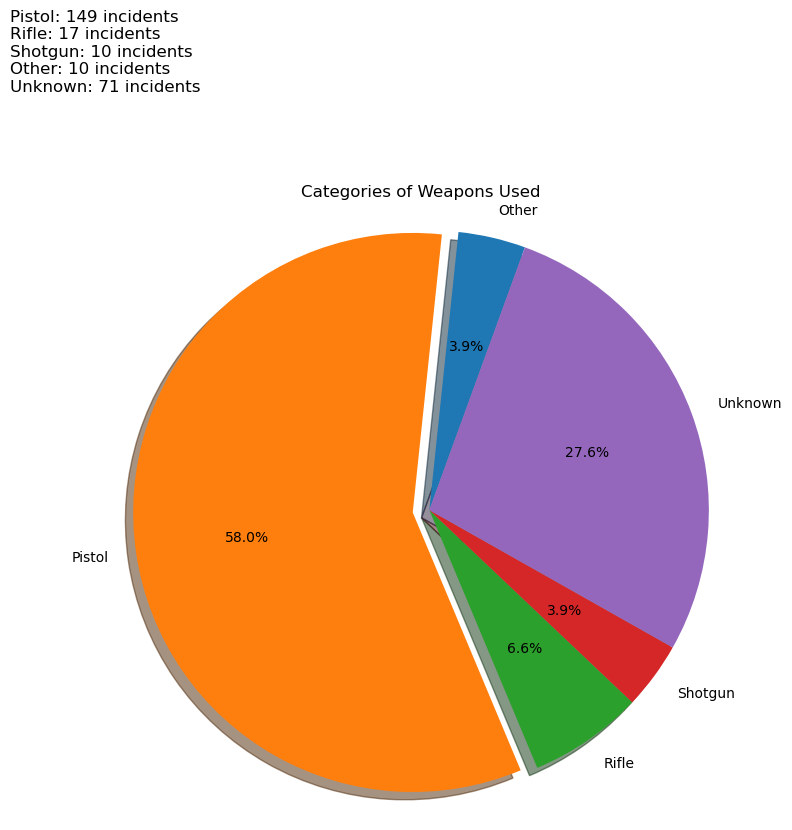 Pistol: 149 incidents
Rifle: 17 incidents
Shotgun: 10 incidents
Other: 10 incidents
Unknown: 71 incidents
Categories of Weapons Used
Other
3.9%
Unknown
27.6%
58.0%
Pistol
3.9%
6.6%
Shotgun
Rifle